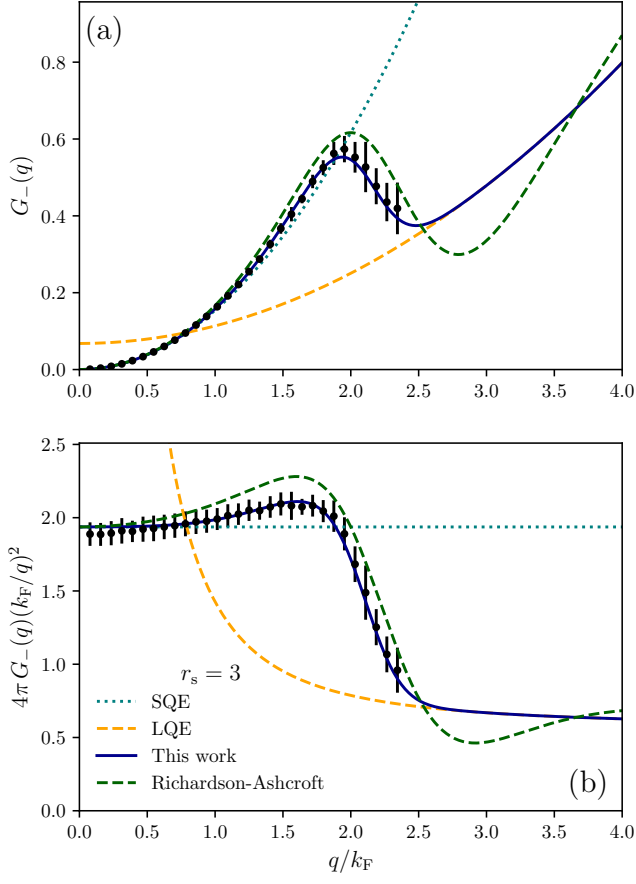 (a)
0.8
0.6
0.4
0.2
0.0
G₋(q)
0.0 0.5 1.0 1.5 2.0 2.5 3.0 3.5 4.0
2.5
2.0
1.5
1.0
0.5
0.0
4π G₋(q)(k_F/q)²
r_s = 3
SQE
LQE
This work
Richardson-Ashcroft
(b)
0.0 0.5 1.0 1.5 2.0 2.5 3.0 3.5 4.0
q/k_F